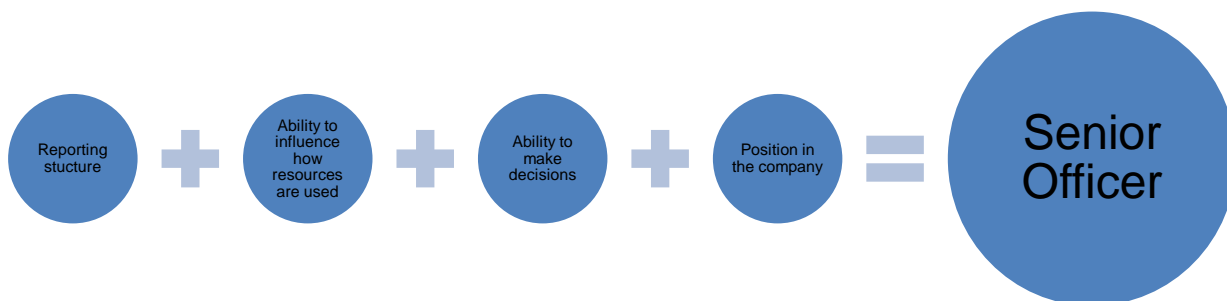 Reporting
stucture
Ability to
influence
how
resources
are used
Ability to
make
decisions
Position in
the company
Senior
Officer